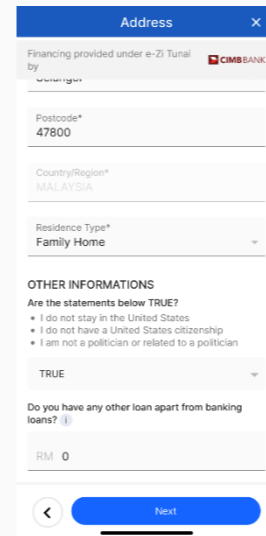 Address ×
Financing provided under e-Zi Tunai
by
CIMB BANK
Selangor
Postcode*
47800
Country/Region*
MALAYSIA
Residence Type*
Family Home
OTHER INFORMATIONS
Are the statements below TRUE?
• I do not stay in the United States
• I do not have a United States citizenship
• I am not a politician or related to a politician
TRUE
Do you have any other loan apart from banking
loans? i
RM 0
Next